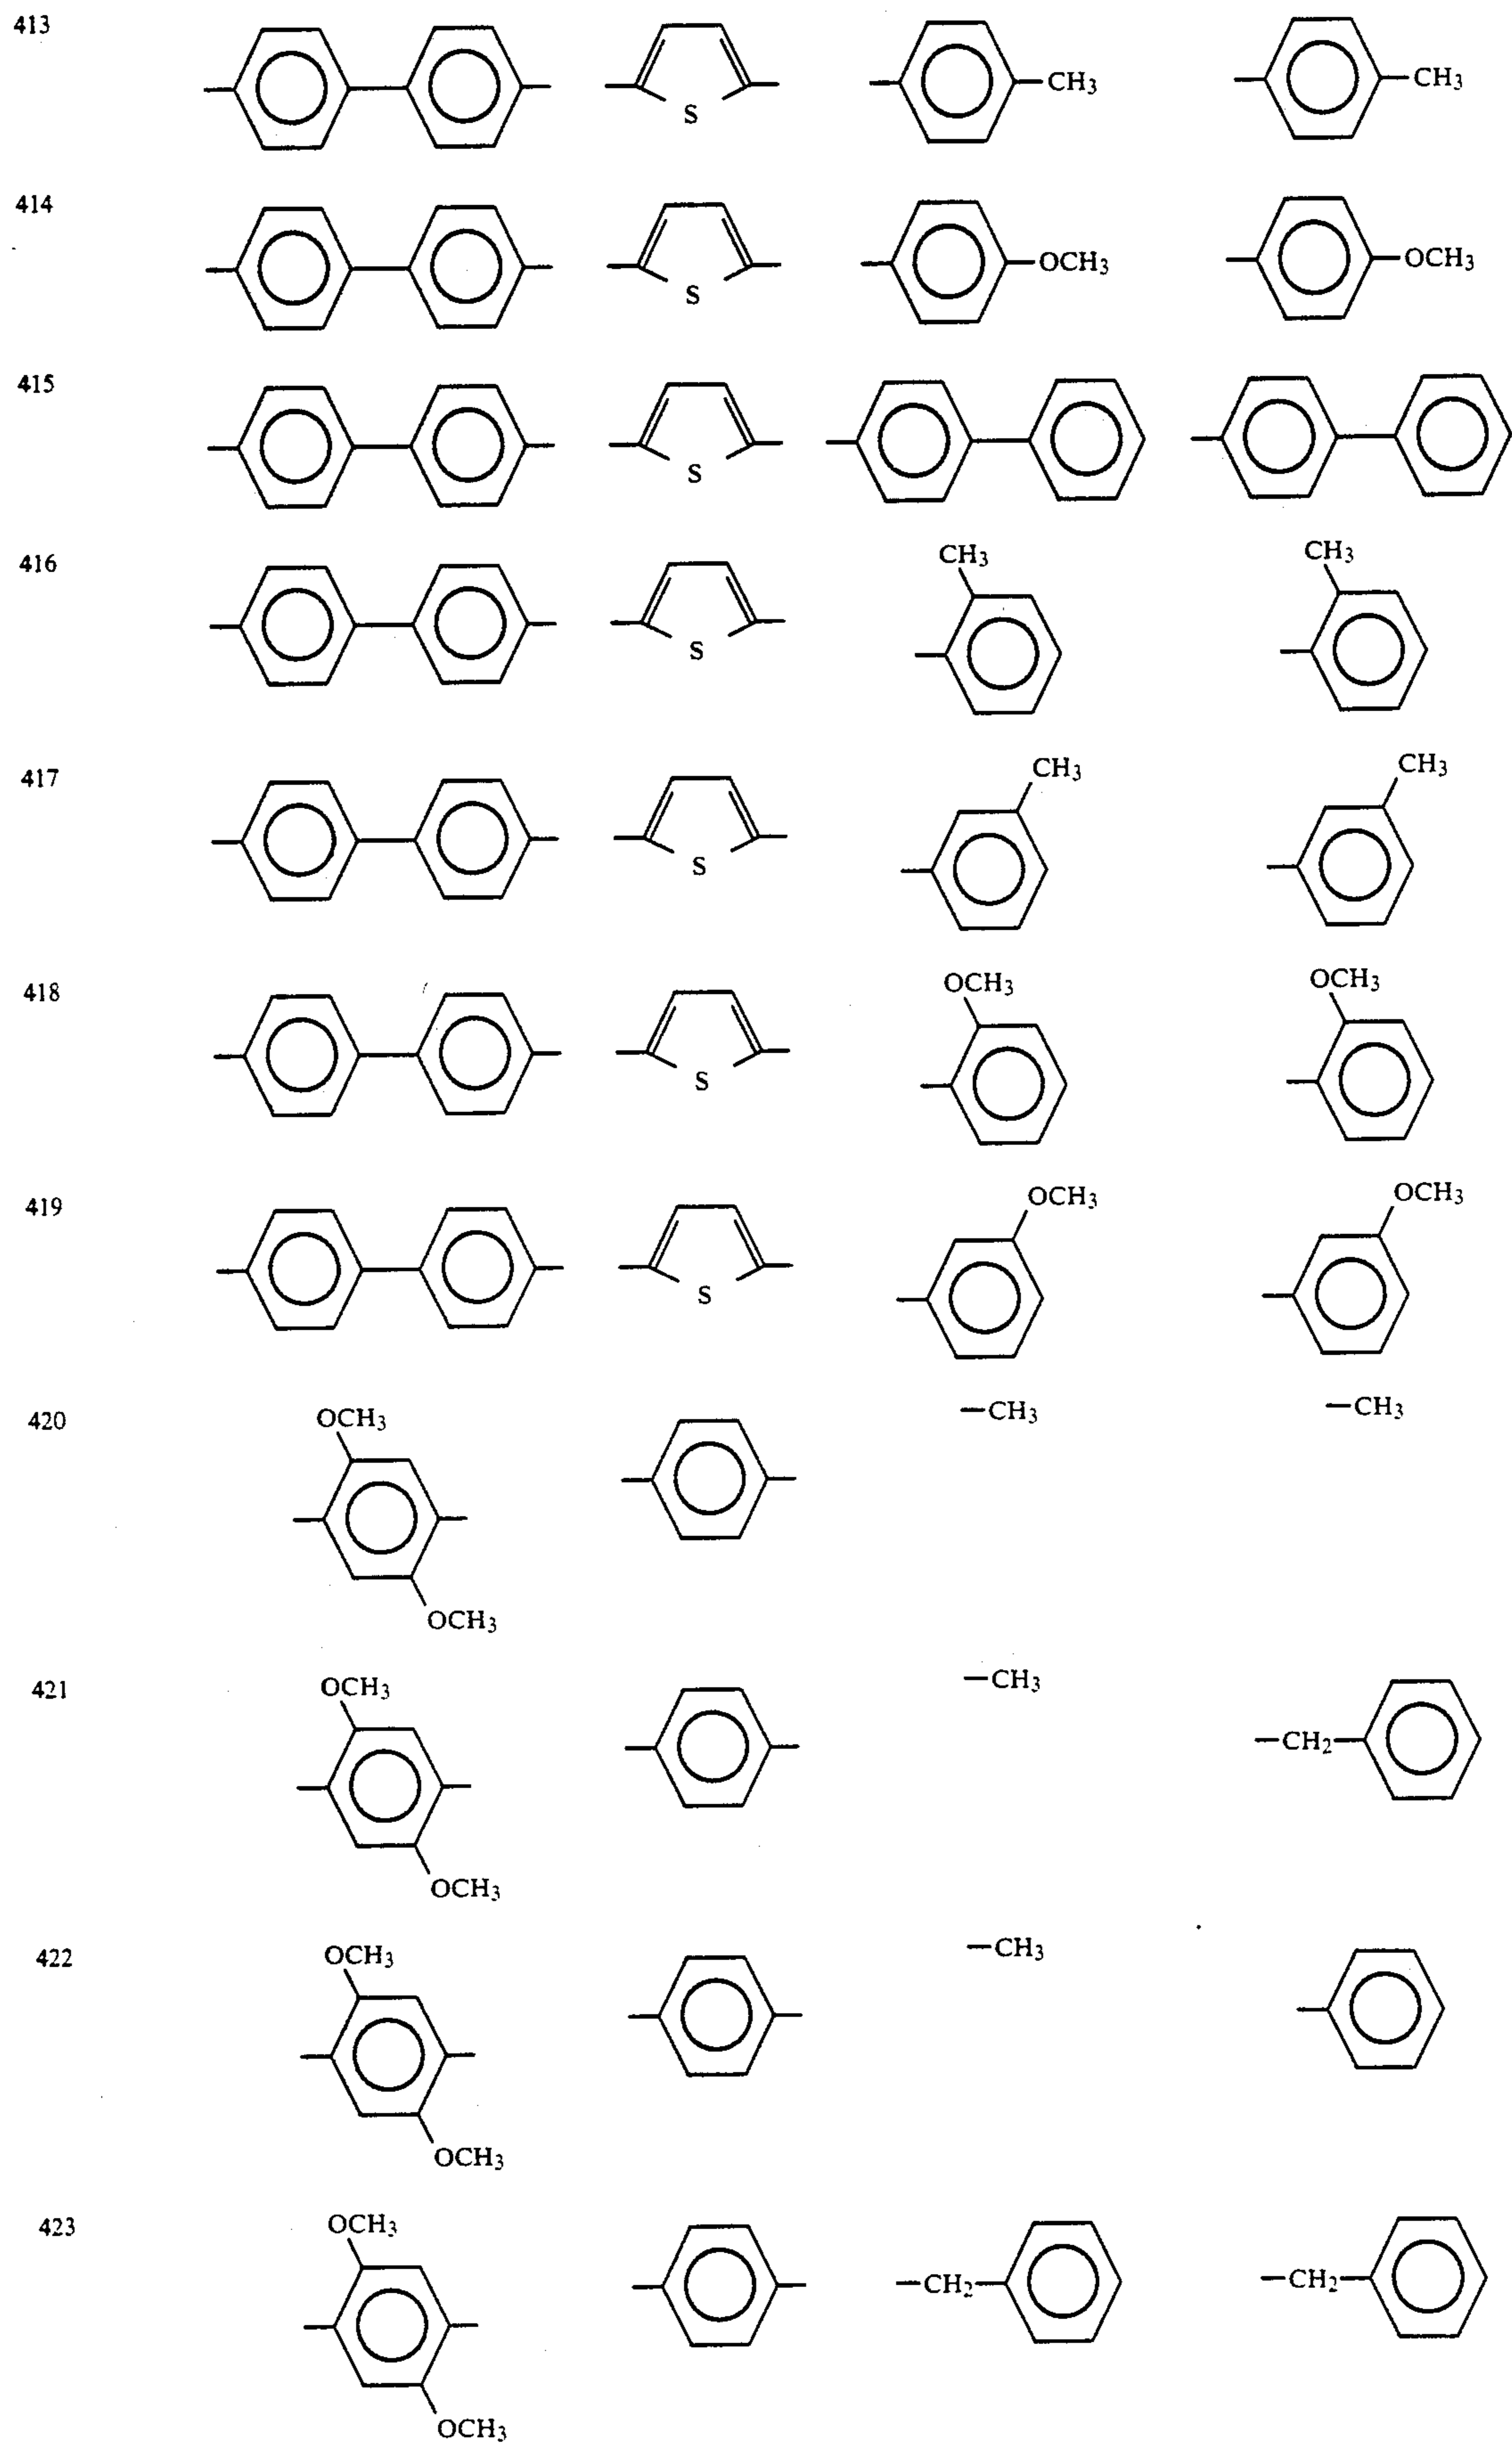 413
S CH3 CH3
414
S OCH3 OCH3
415
S
416 CH3 CH3
S
417 CH3 CH3
S
418 OCH3 OCH3
S
419 OCH3 OCH3
S
420 OCH3 —CH3 —CH3
OCH3
421 OCH3 —CH3
—CH2—
OCH3
422 OCH3 —CH3
OCH3
423 OCH3
—CH2— —CH2—
OCH3